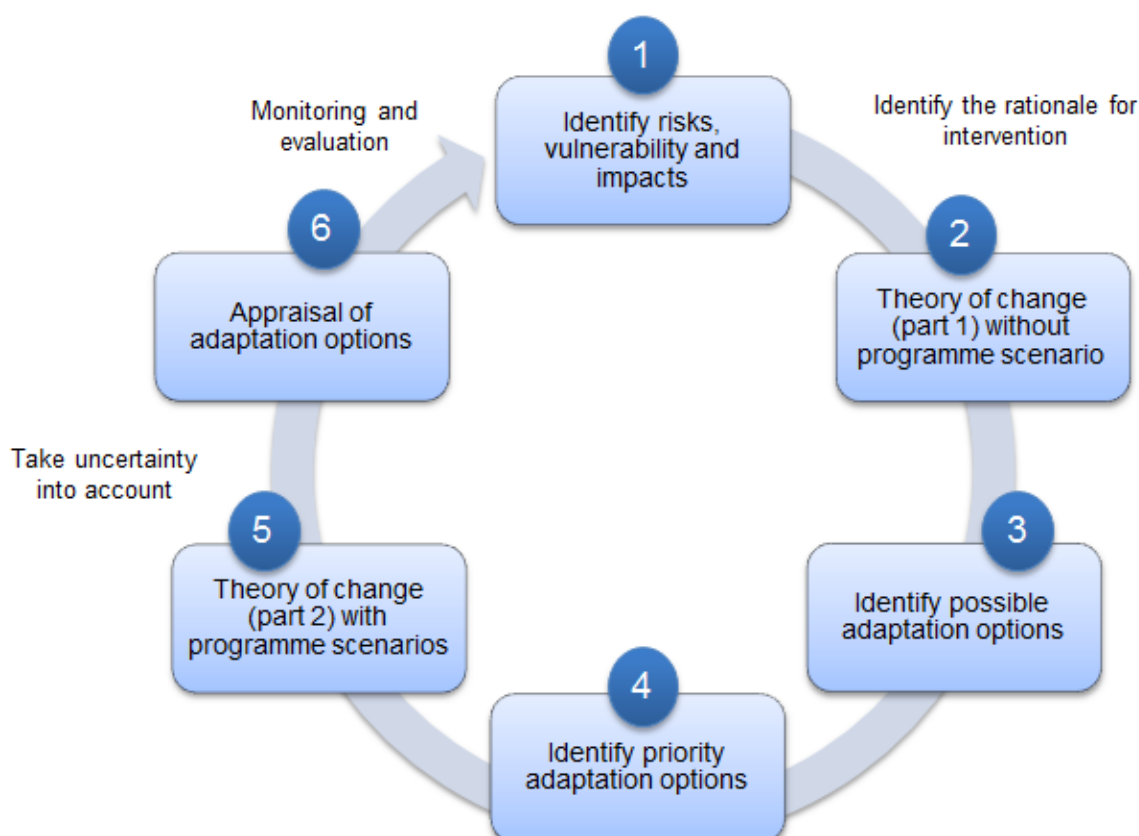 1
Identify risks,
vulnerability and
impacts
Identify the rationale for
intervention
2
Theory of change
(part 1) without
programme scenario
3
Identify possible
adaptation options
4
Identify priority
adaptation options
5
Theory of change
(part 2) with
programme scenarios
Take uncertainty
into account
6
Appraisal of
adaptation options
Monitoring and
evaluation